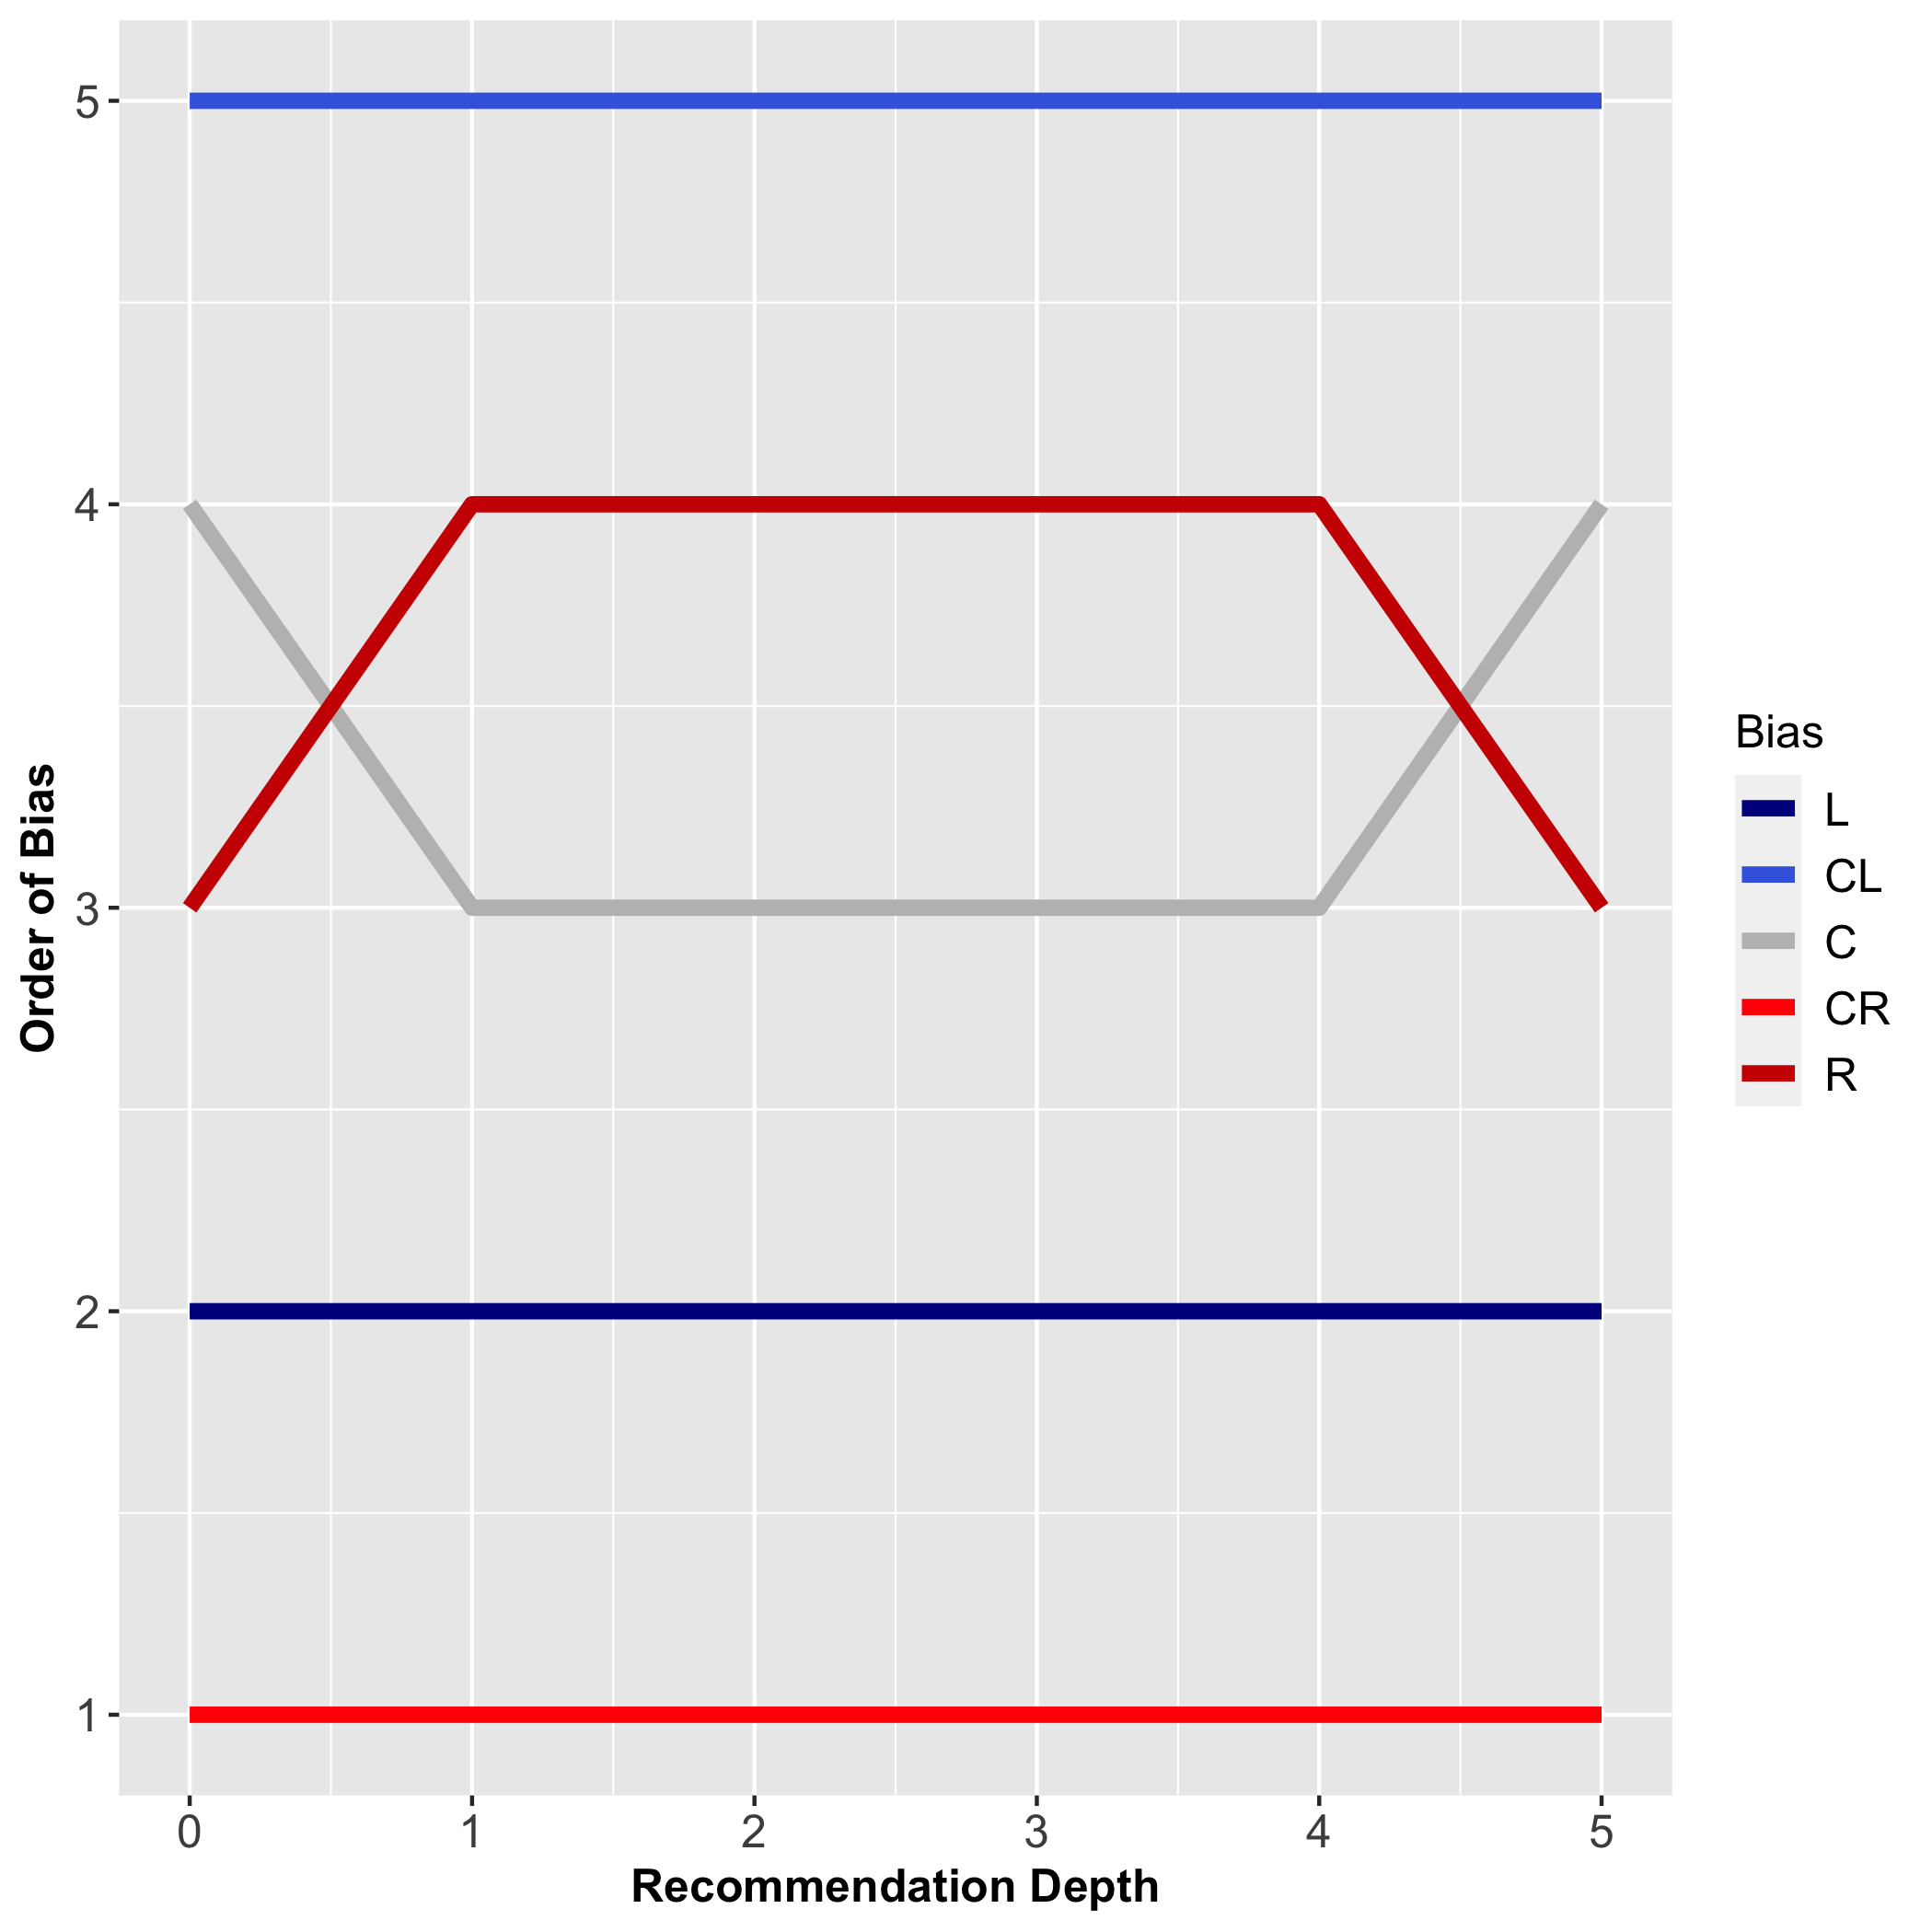 5
4
3
2
1
Order of Bias
0 1 2 3 4 5
Recommendation Depth
Bias
L
CL
C
CR
R